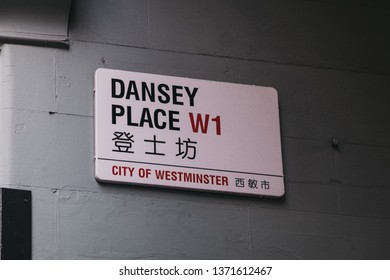 DANSEY
PLACE W1
登士坊
CITY OF WESTMINSTER 西敏市
shutterstock.com · 1371612467